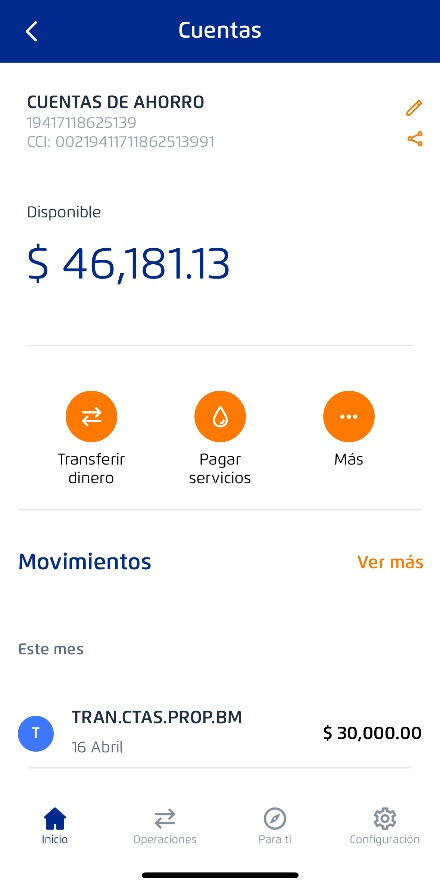 Cuentas
CUENTAS DE AHORRO
19417118625139
CCI: 00219411711862513991
Disponible
$ 46,181.13
Transferir dinero
Pagar servicios
Más
Movimientos
Ver más
Este mes
T
TRAN.CTAS.PROP.BM
$ 30,000.00
16 Abril
Inicio
Operaciones
Para ti
Configuración